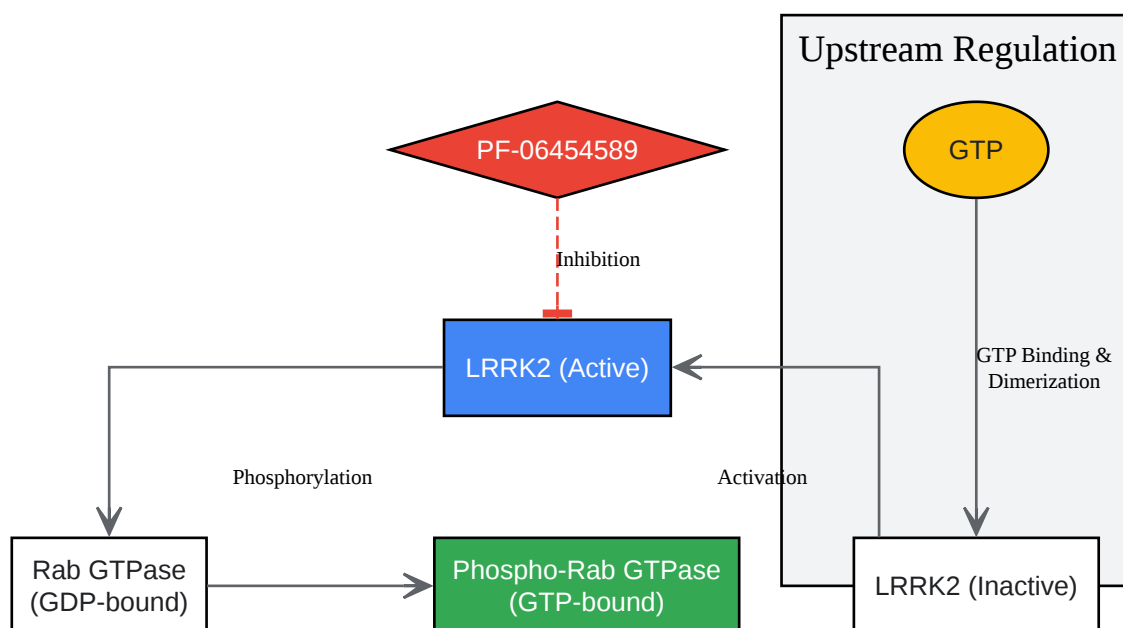 Upstream Regulation
PF-06454589
GTP
Inhibition
GTP Binding &
Dimerization
LRRK2 (Active)
Phosphorylation
Activation
Rab GTPase
(GDP-bound)
Phospho-Rab GTPase
(GTP-bound)
LRRK2 (Inactive)